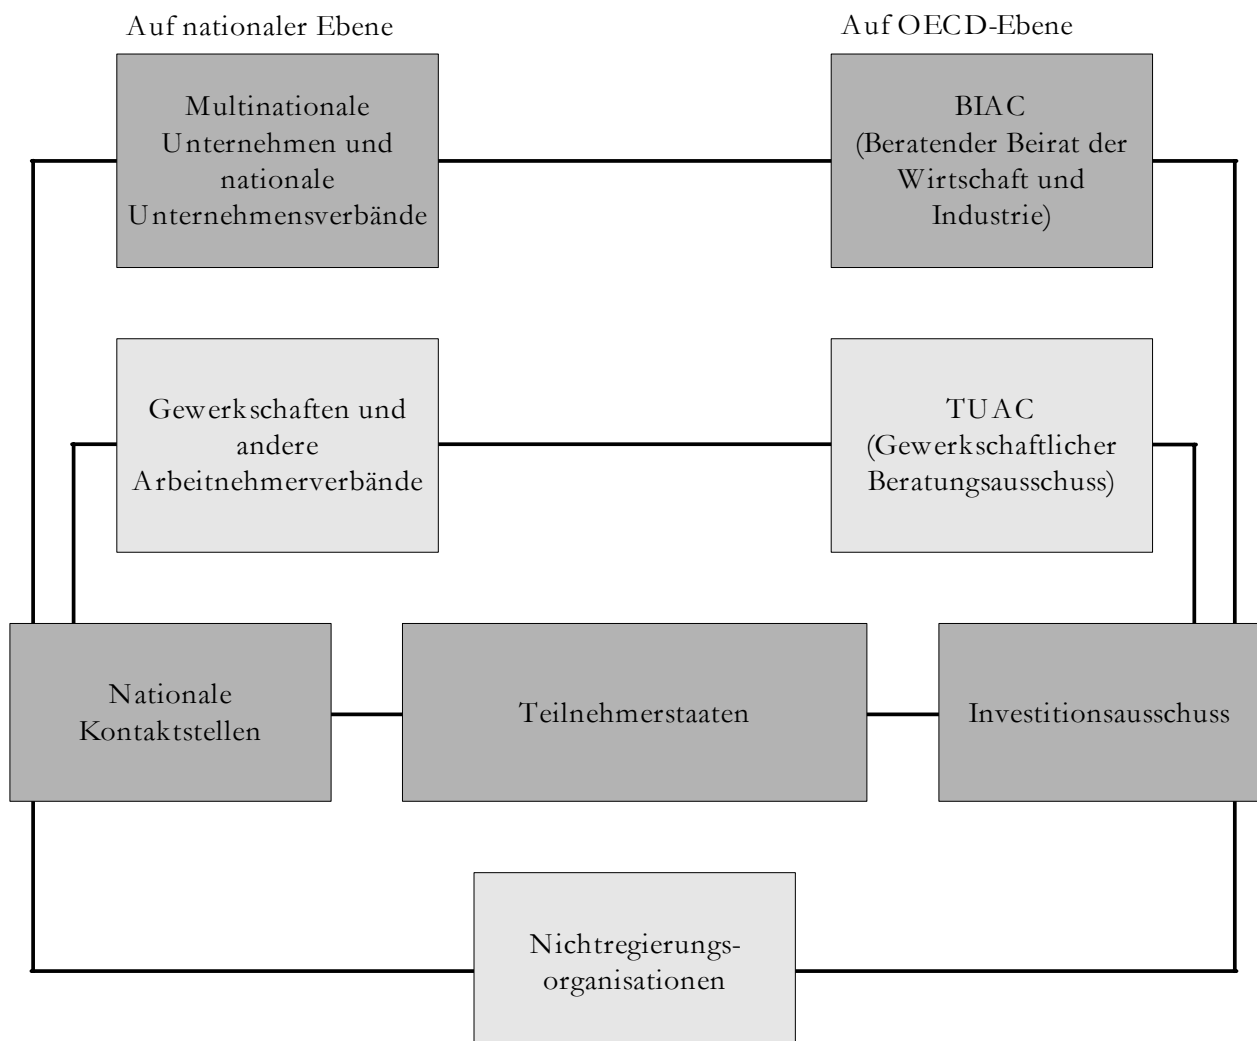 Auf nationaler Ebene
Auf OECD-Ebene
Multinationale
Unternehmen und
nationale
Unternehmensverbände
BIAC
(Beratender Beirat der
Wirtschaft und
Industrie)
Gewerkschaften und
andere
Arbeitnehmerverbände
TUAC
(Gewerkschaftlicher
Beratungsausschuss)
Nationale
Kontaktstellen
Teilnehmerstaaten
Investitionsausschuss
Nichtregierungs-
organisationen